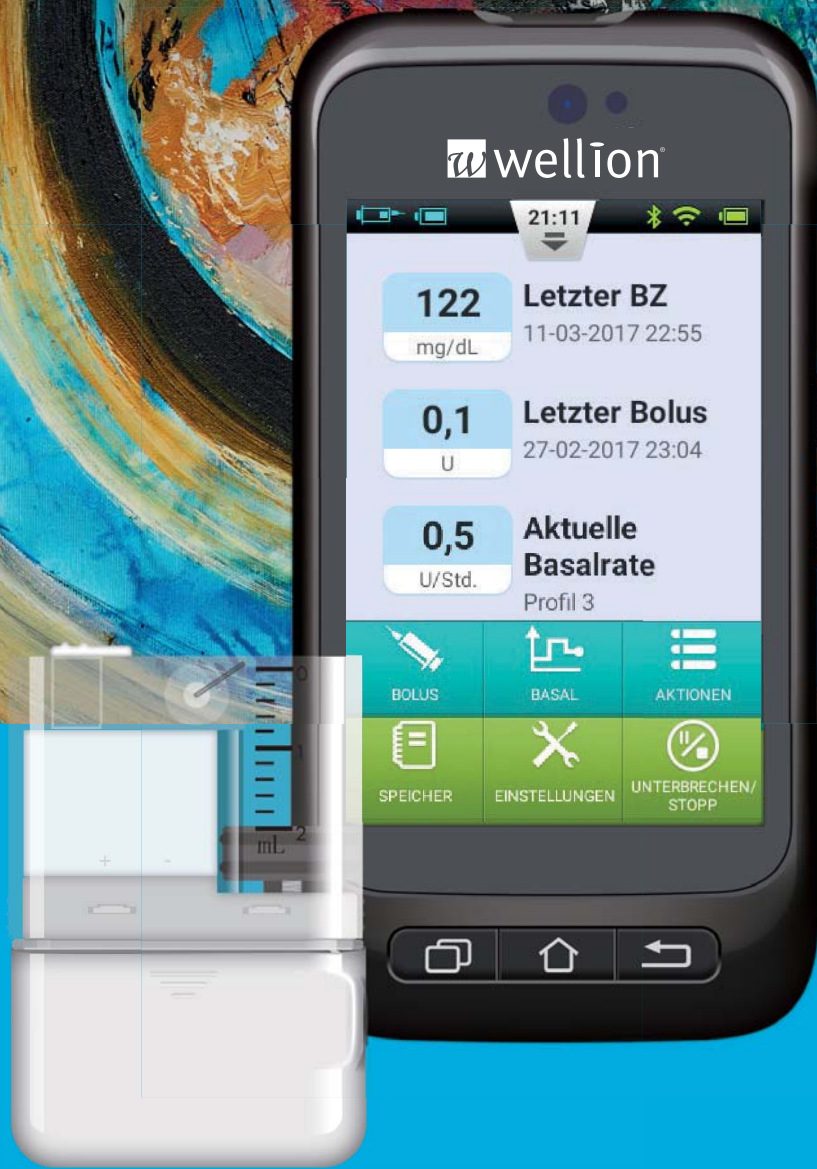 w wellion
21:11
122
mg/dL
Letzter BZ
11-03-2017 22:55
0,1
U
Letzter Bolus
27-02-2017 23:04
0,5
U/Std.
Aktuelle
Basalrate
Profil 3
BOLUS
BASAL
AKTIONEN
SPEICHER
EINSTELLUNGEN
UNTERBRECHEN/
STOPP
0
1
2
mL
+ -